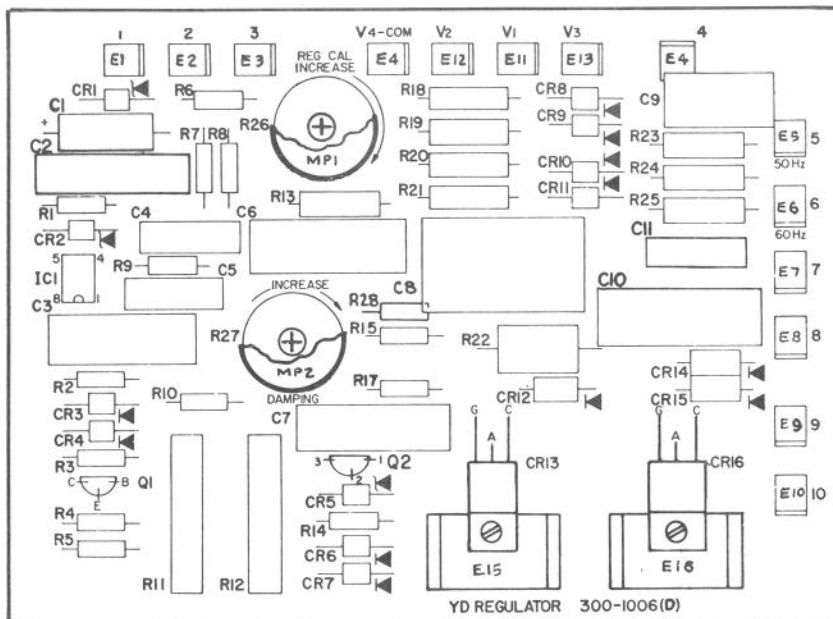 1 2 3 V4-COM V2 V1 V3 4
E1 E2 E3 E4 E12 E11 E13 E4
REG CAL
INCREASE
CR1 R6 R18 CR8 C9
C1 R26 CR9
+ R7 R8 R19 R23 E5 5
C2 MP1 50Hz
R20 CR10 R24
R13 R21 CR11 R25
R1 C4 C6 E6 6
CR2 60Hz
C11
5 4 R9 C5
IC1 INCREASE C8 C10 E7 7
8 1
C3 R28
R27 R15 R22 E8 8
MP2
R2 R17 CR14
CR3 R10 DAMPING CR12 CR15
C7 G C G C
CR4 A A E9 9
R3 3 1 Q2 CR13 CR16
C B Q1 2
E CR5 E10 10
R4 R14
R5 CR6
R11 R12 CR7 E15 E16
YD REGULATOR 300-1006(D)